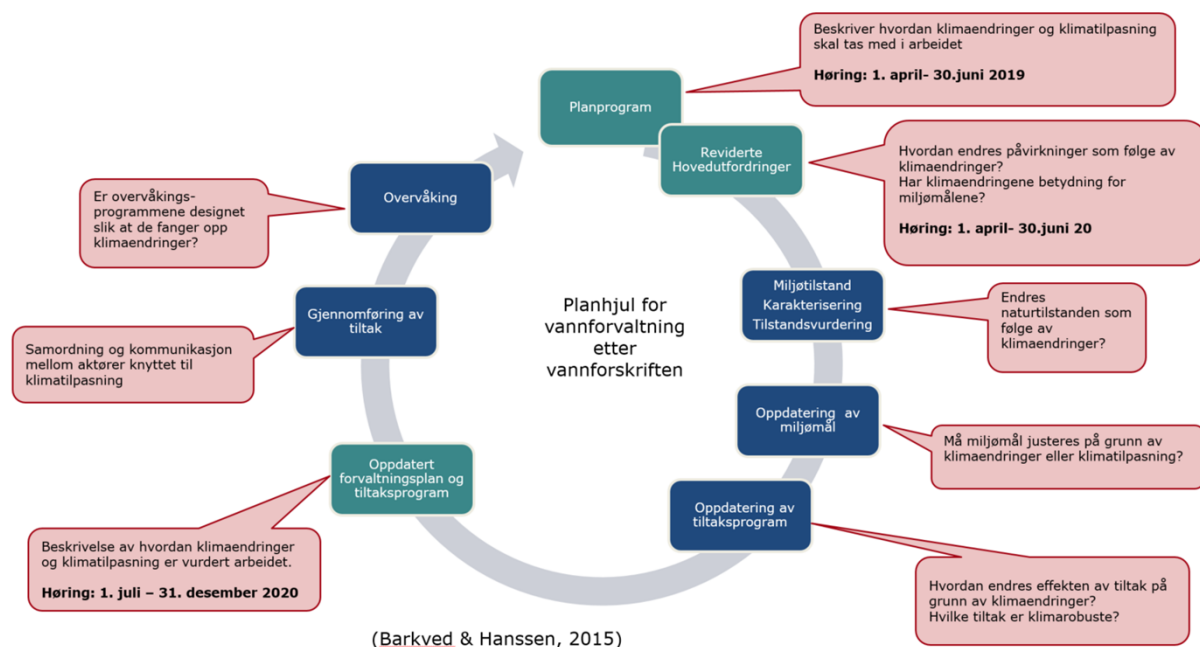 Beskriver hvordan klimaendringer og klimatilpasning
skal tas med i arbeidet
Høring: 1. april- 30.juni 2019
Planprogram
Reviderte
Hovedutfordringer
Hvordan endres påvirkninger som følge av
klimaendringer?
Har klimaendringene betydning for
miljømålene?
Høring: 1. april- 30.juni 20
Er overvåkings-
programmene designet
slik at de fanger opp
klimaendringer?
Overvåking
Miljøtilstand
Karakterisering
Tilstandsvurdering
Endres
naturtilstanden som
følge av
klimaendringer?
Planhjul for
vannforvaltning
etter
vannforskriften
Gjennomføring av
tiltak
Samordning og kommunikasjon
mellom aktører knyttet til
klimatilpasning
Oppdatering av
miljømål
Må miljømål justeres på grunn av
klimaendringer eller klimatilpasning?
Oppdatert
forvaltningsplan og
tiltaksprogram
Oppdatering av
tiltaksprogram
Beskrivelse av hvordan klimaendringer
og klimatilpasning er vurdert arbeidet.
Høring: 1. juli – 31. desember 2020
Hvordan endres effekten av tiltak på
grunn av klimaendringer?
Hvilke tiltak er klimarobuste?
(Barkved & Hanssen, 2015)